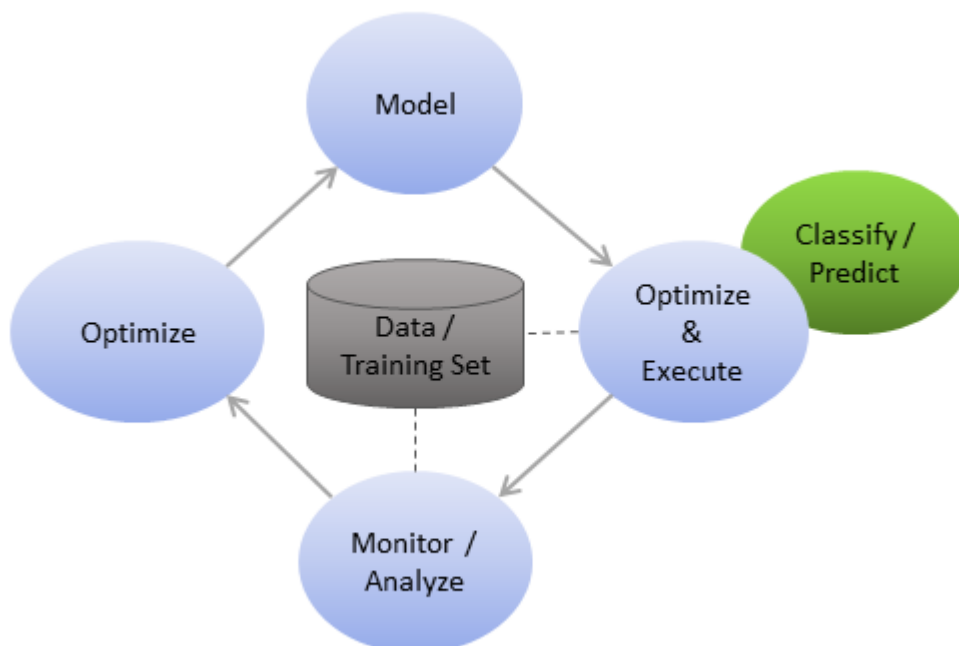 Model
Classify /
Predict
Optimize
&
Execute
Data /
Training Set
Optimize
Monitor /
Analyze